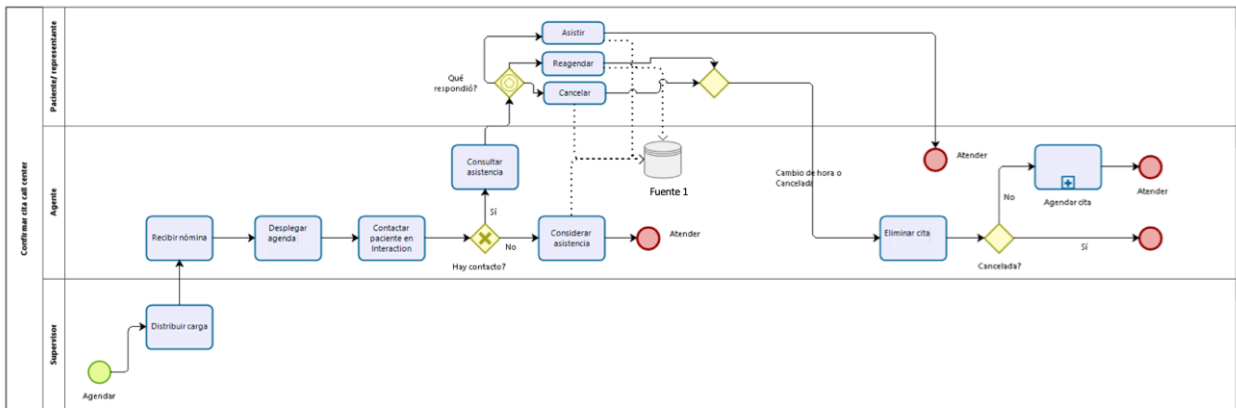 Confirmar cita call center
Paciente/ representante
Agente
Supervisor
Asistir
Reagendar
Cancelar
Qué
respondió?
Consultar
asistencia
Fuente 1
Atender
Cambio de hora o
Cancelada
No
Agendar cita
Atender
Sí
Recibir nómina
Desplegar
agenda
Contactar
paciente en
Interaction
Hay contacto?
No
Considerar
asistencia
Atender
Eliminar cita
Cancelada?
Sí
Distribuir carga
Agendar